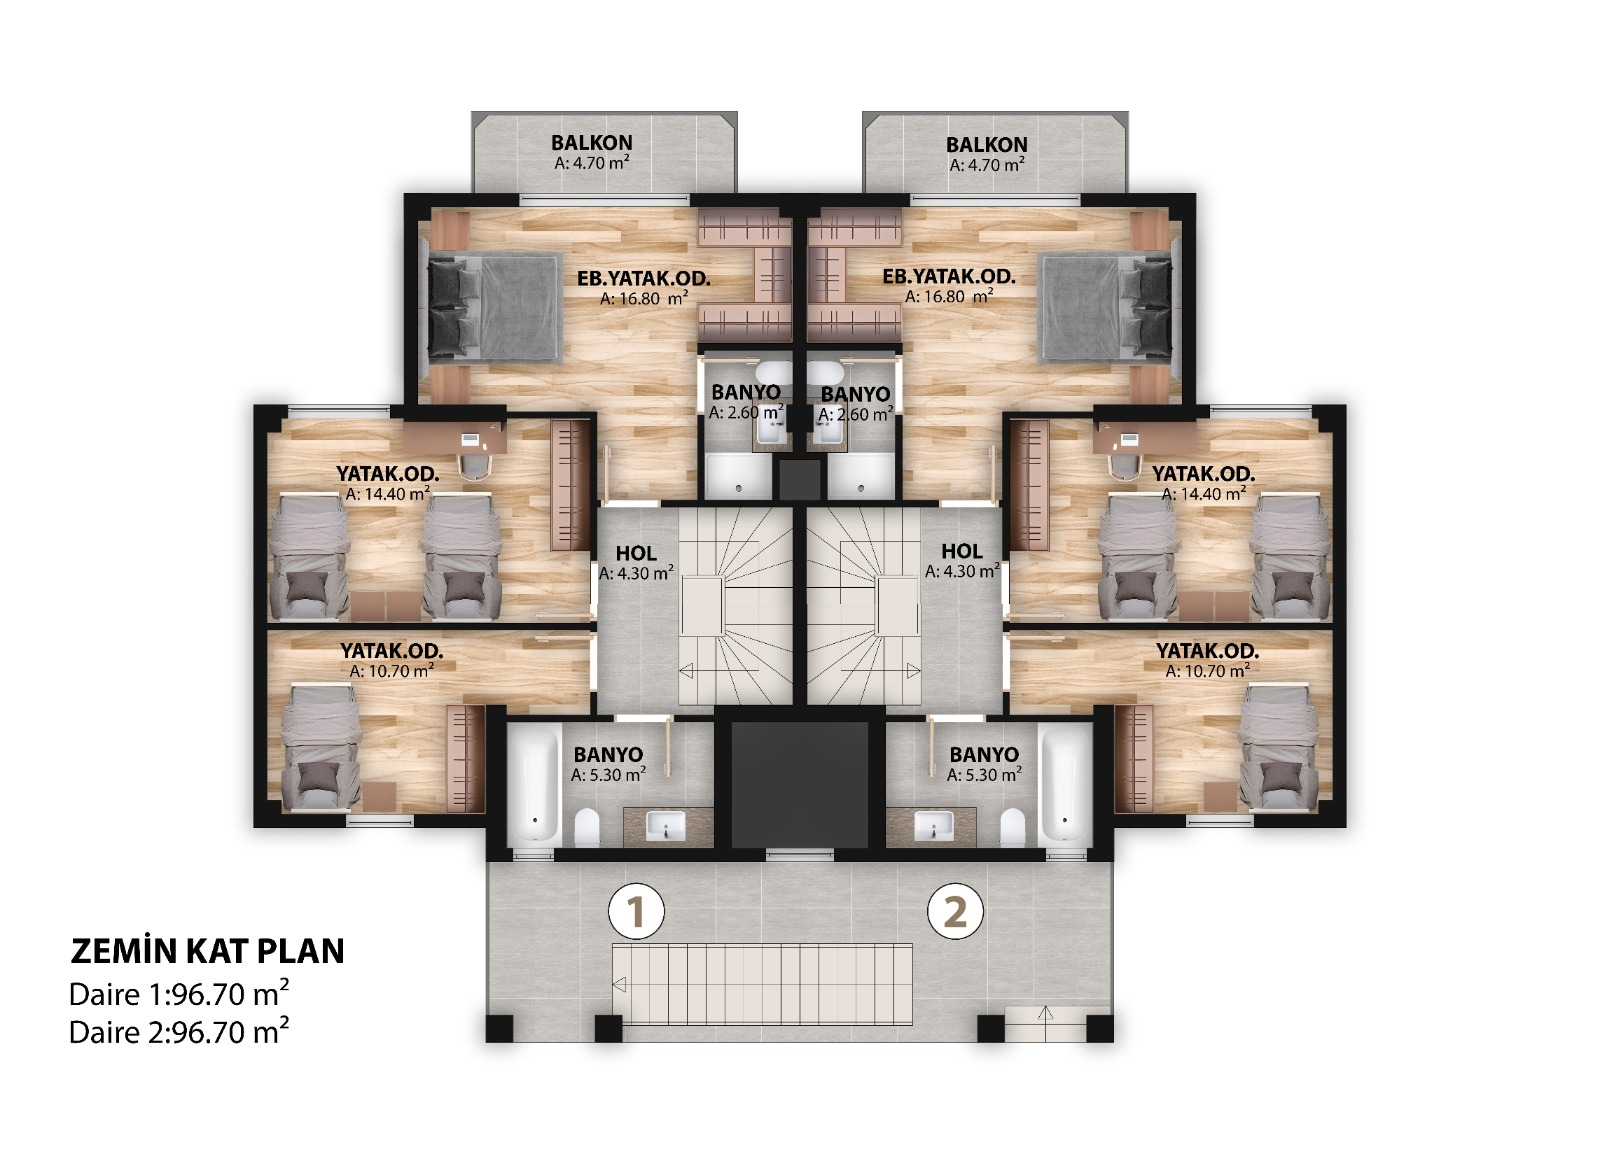 BALKON
A: 4.70 m²
BALKON
A: 4.70 m²
EB.YATAK.OD.
A: 16.80 m²
EB.YATAK.OD.
A: 16.80 m²
BANYO
A: 2.60 m²
BANYO
A: 2.60 m²
YATAK.OD.
A: 14.40 m²
YATAK.OD.
A: 14.40 m²
HOL
A: 4.30 m²
HOL
A: 4.30 m²
YATAK.OD.
A: 10.70 m²
YATAK.OD.
A: 10.70 m²
BANYO
A: 5.30 m²
BANYO
A: 5.30 m²
1
2
ZEMİN KAT PLAN
Daire 1:96.70 m²
Daire 2:96.70 m²